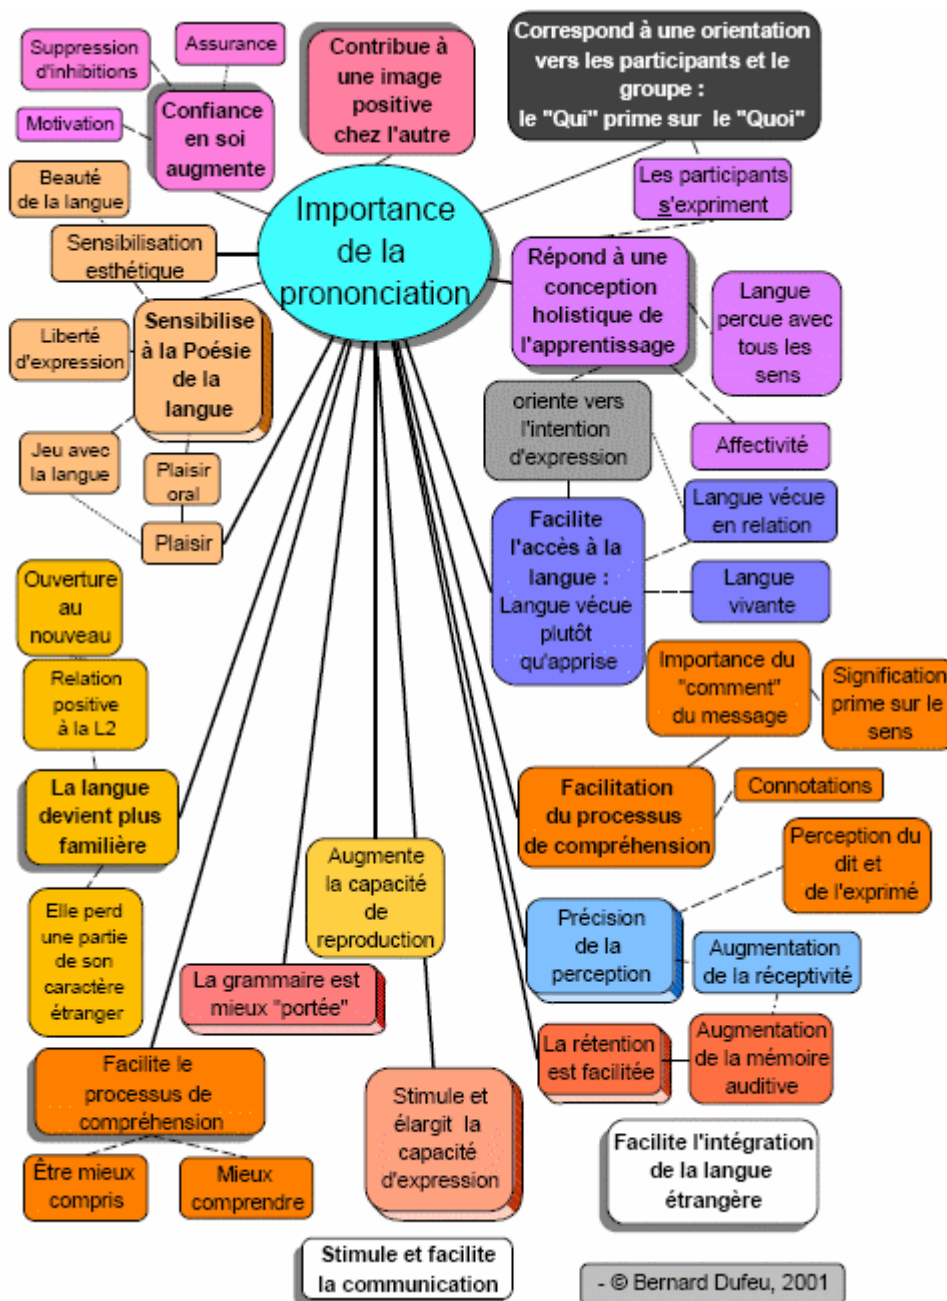 Suppression
d'inhibitions
Assurance
Motivation
Confiance
en soi
augmente
Contribue à
une image
positive
chez l'autre
Correspond à une orientation
vers les participants et le
groupe :
le "Qui" prime sur le "Quoi"
Les participants
s'expriment
Importance
de la
prononciation
Beauté
de la langue
Sensibilisation
esthétique
Sensibilise
à la Poésie
de la
langue
Liberté
d'expression
Jeu avec
la langue
Plaisir
oral
Plaisir
Répond à une
conception
holistique de
l'apprentissage
Langue
percue avec
tous les
sens
Affectivité
oriente vers
l'intention
d'expression
Facilite
l'accès à la
langue :
Langue vécue
plutôt
qu'apprise
Langue vécue
en relation
Langue
vivante
Ouverture
au
nouveau
Relation
positive
à la L2
La langue
devient plus
familière
Elle perd
une partie
de son
caractère
étranger
Importance du
"comment"
du message
Signification
prime sur le
sens
Facilitation
du processus
de compréhension
Connotations
Perception du
dit et
de l'exprimé
Précision
de la
perception
Augmentation
de la réceptivité
La rétention
est facilitée
Augmentation
de la mémoire
auditive
Augmente
la capacité
de
reproduction
La grammaire est
mieux "portée"
Facilite le
processus de
compréhension
Être mieux
compris
Mieux
comprendre
Stimule et
élargit la
capacité
d'expression
Facilite l'intégration
de la langue
étrangère
Stimule et facilite
la communication
- © Bernard Dufeu, 2001